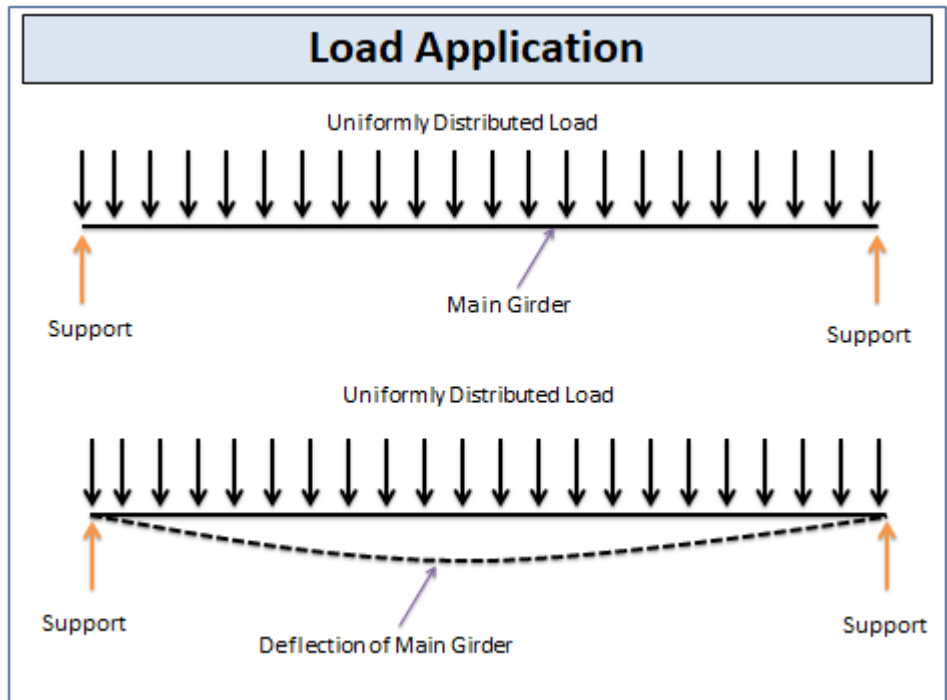 Load Application
Uniformly Distributed Load
Main Girder
Support
Support
Uniformly Distributed Load
Support
Support
Deflection of Main Girder